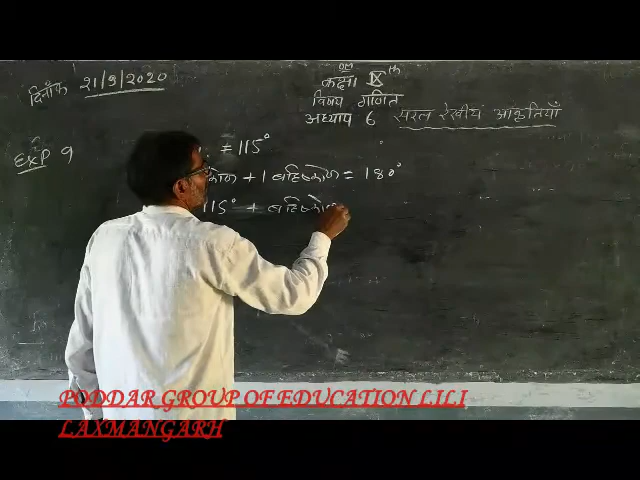 दिनाँक 21/9/2020
कक्षा IX th
विषय गणित
अध्याय 6 सरल रेखीय आकृतियाँ
Exp 9
= 115°
+ 1 बहिष्कोण = 180°
115° + बहिष्कोण
PODDAR GROUP OF EDUCATION LILI
LAXMANGARH